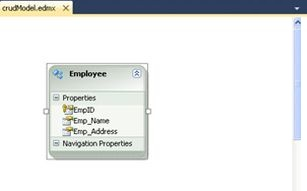 crudModel.edmx
Employee
Properties
EmpID
Emp_Name
Emp_Address
Navigation Properties